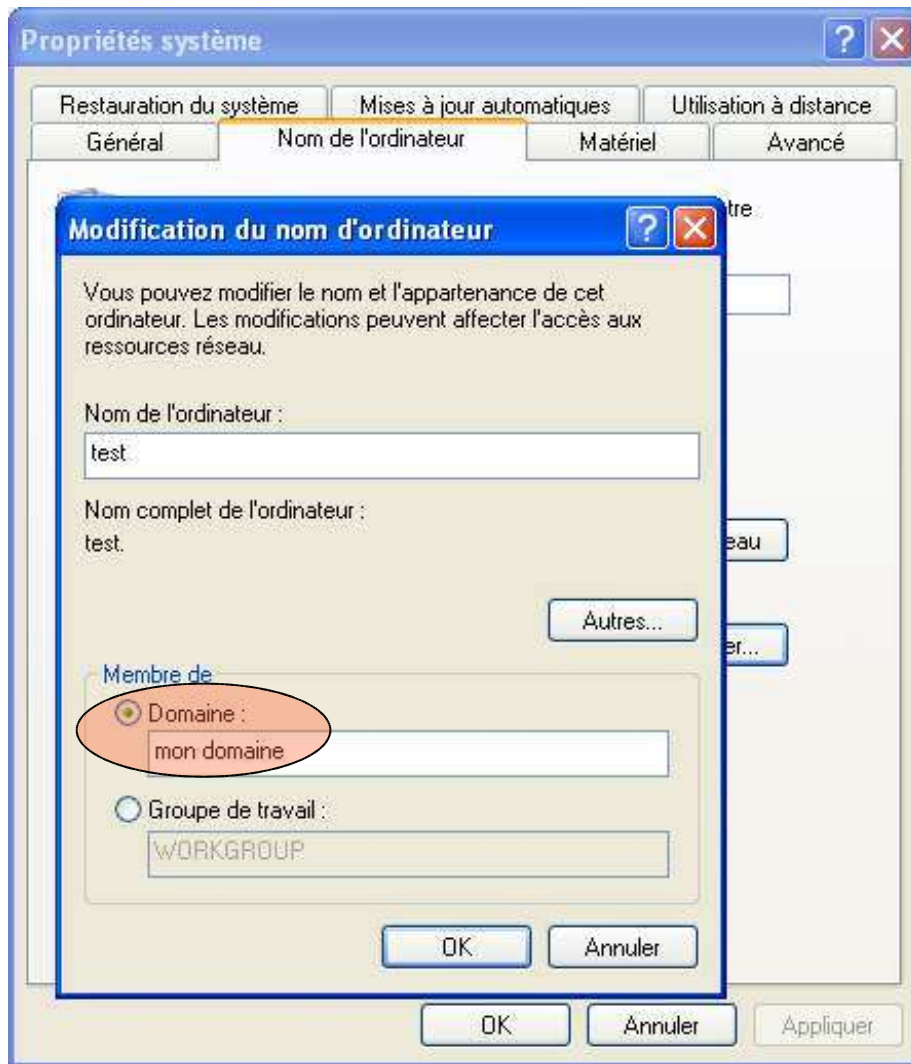 Propriétés système
Restauration du système Mises à jour automatiques Utilisation à distance
Général Nom de l'ordinateur Matériel Avancé
Modification du nom d'ordinateur
Vous pouvez modifier le nom et l'appartenance de cet
ordinateur. Les modifications peuvent affecter l'accès aux
ressources réseau.
Nom de l'ordinateur :
test
Nom complet de l'ordinateur :
test.
Autres...
Membre de
Domaine :
mon domaine
Groupe de travail :
WORKGROUP
OK Annuler
OK Annuler Appliquer